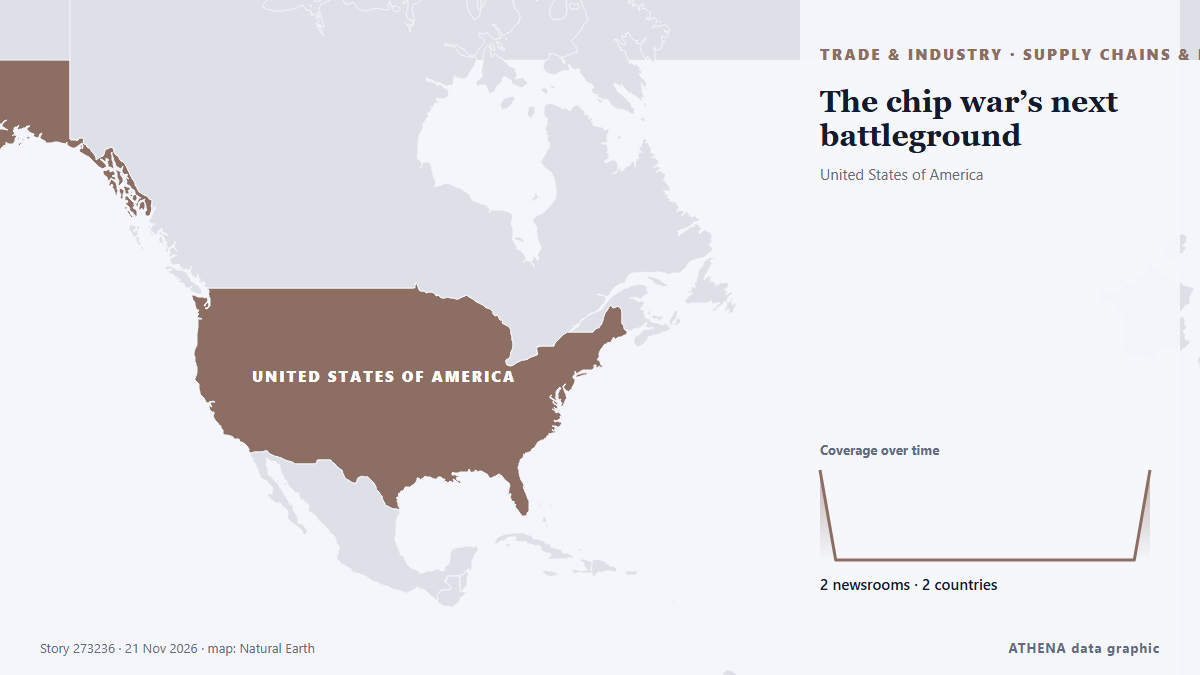 TRADE & INDUSTRY · SUPPLY CHAINS &
The chip war’s next
battleground
United States of America
UNITED STATES OF AMERICA
Coverage over time
2 newsrooms · 2 countries
Story 273236 · 21 Nov 2026 · map: Natural Earth
ATHENA data graphic